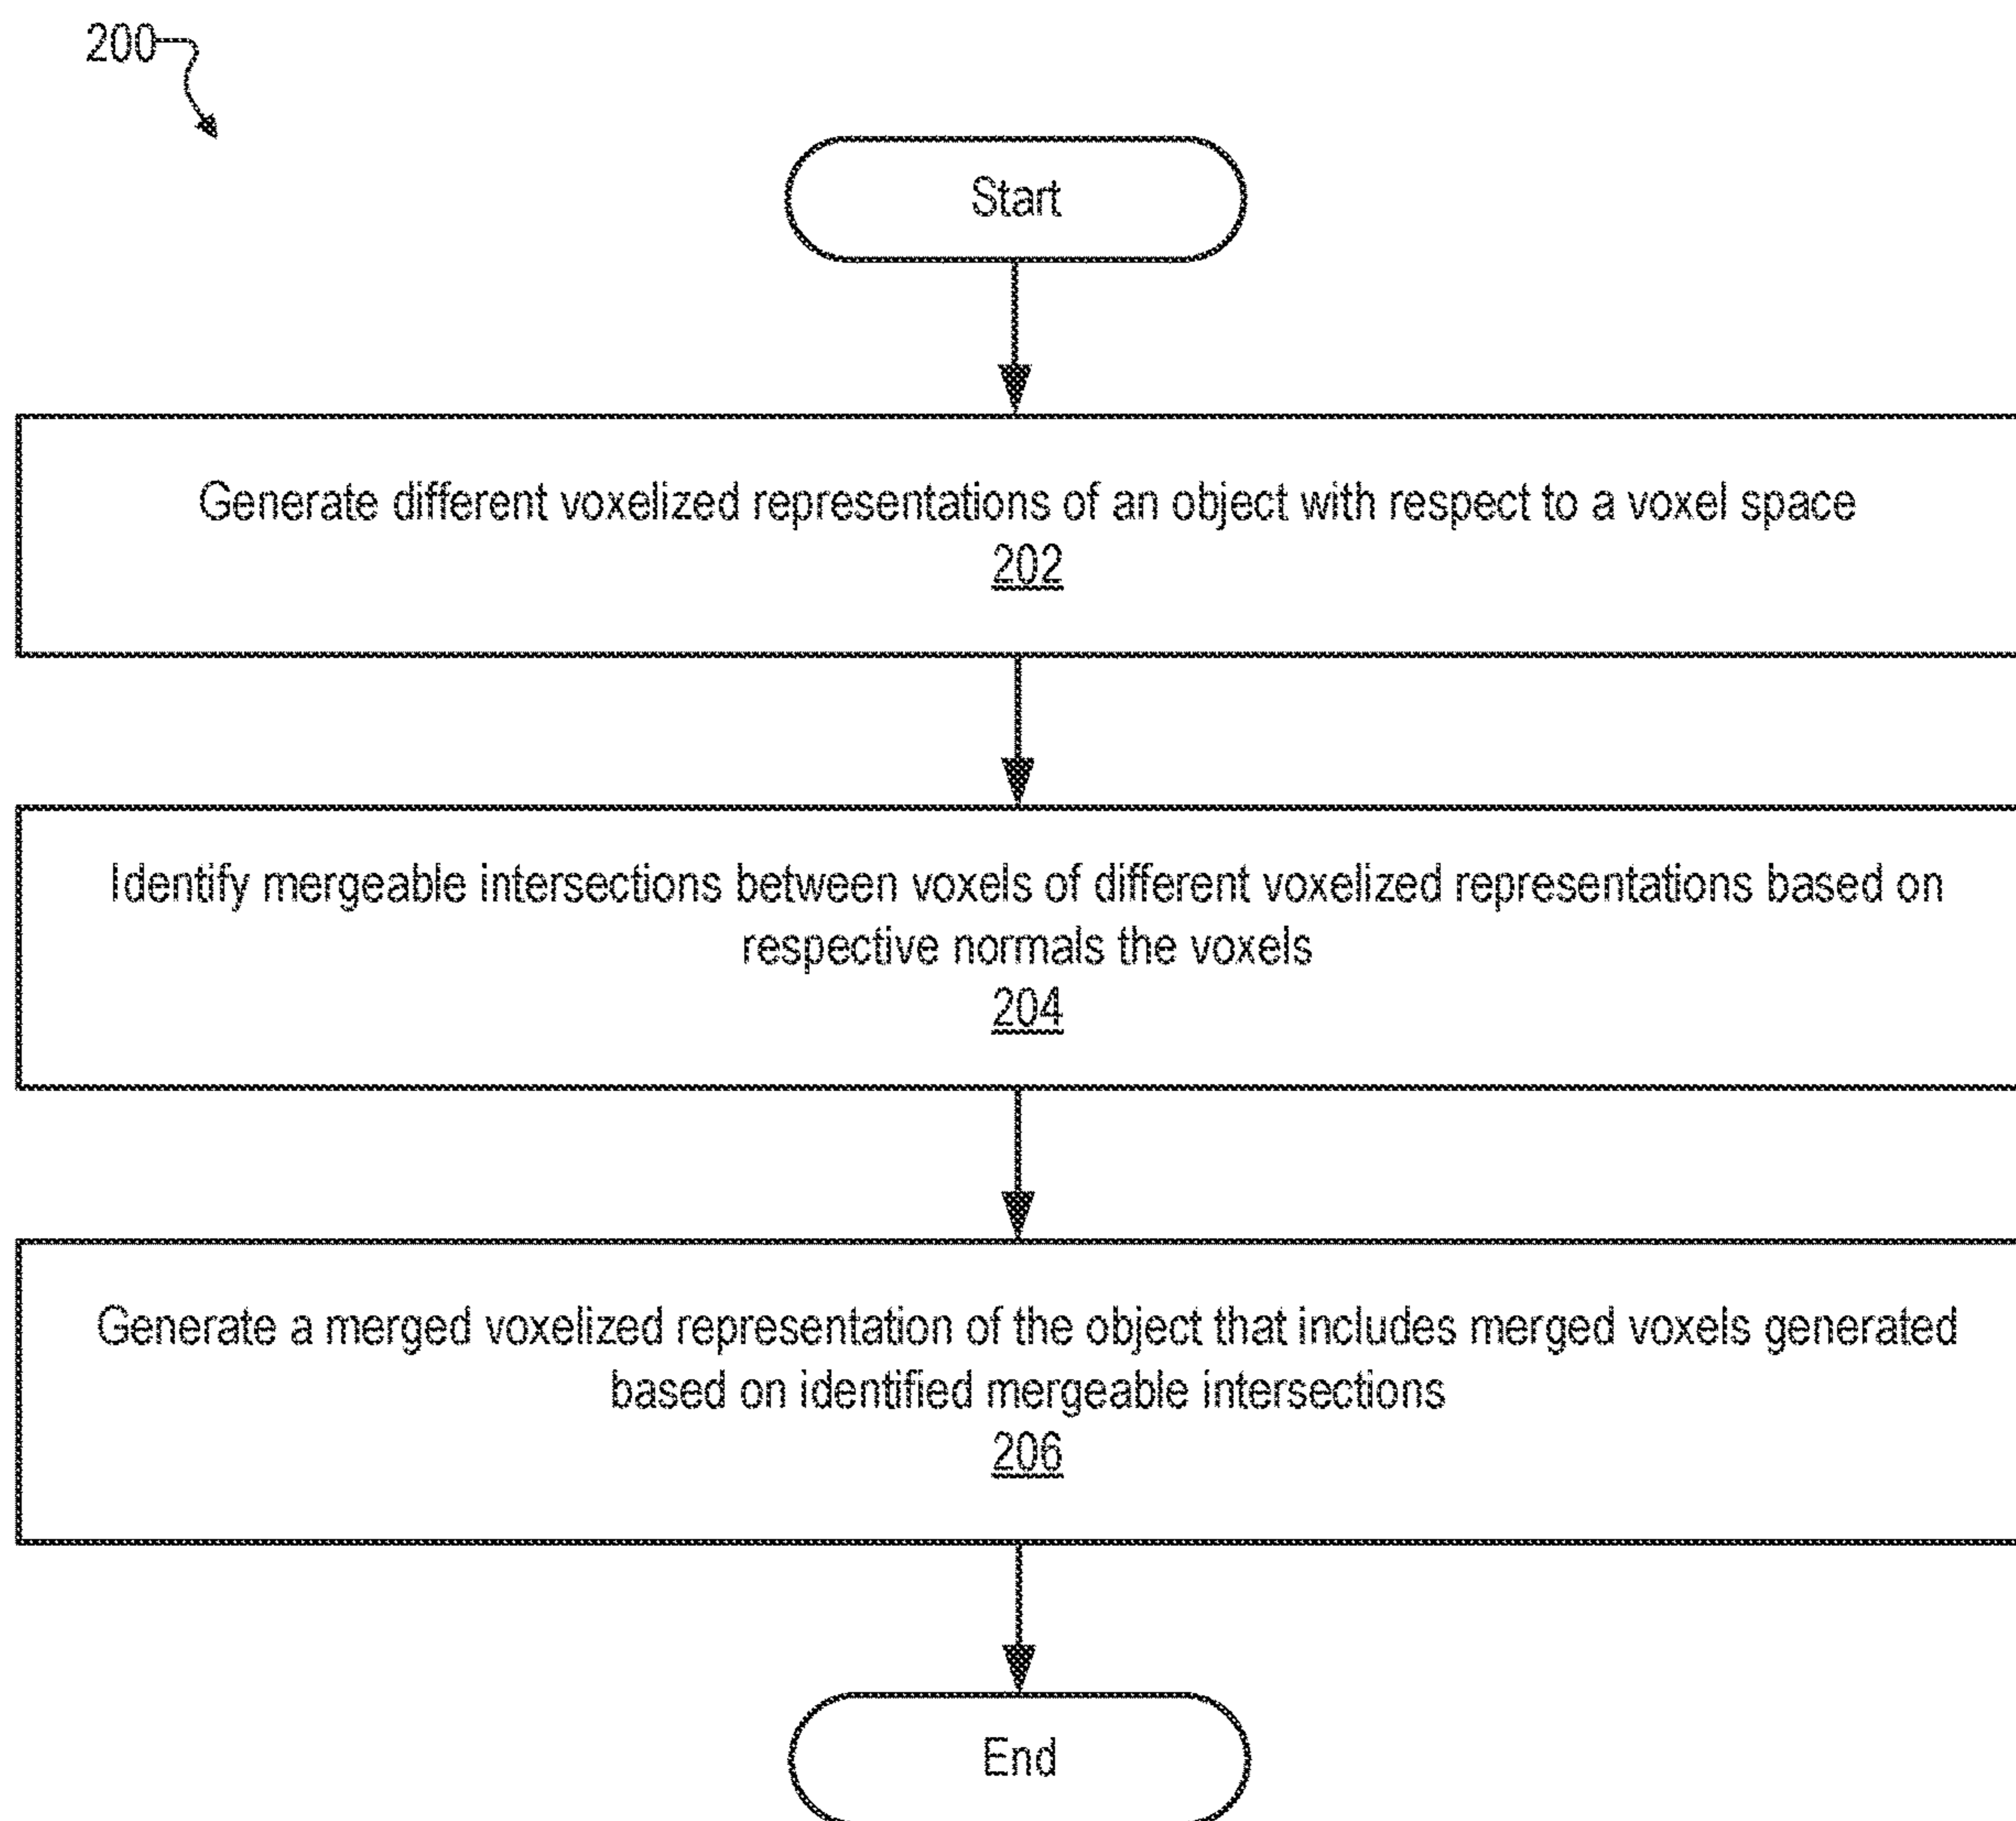 200
Start
Generate different voxelized representations of an object with respect to a voxel space
202
Identify mergeable intersections between voxels of different voxelized representations based on
respective normals the voxels
204
Generate a merged voxelized representation of the object that includes merged voxels generated
based on identified mergeable intersections
206
End